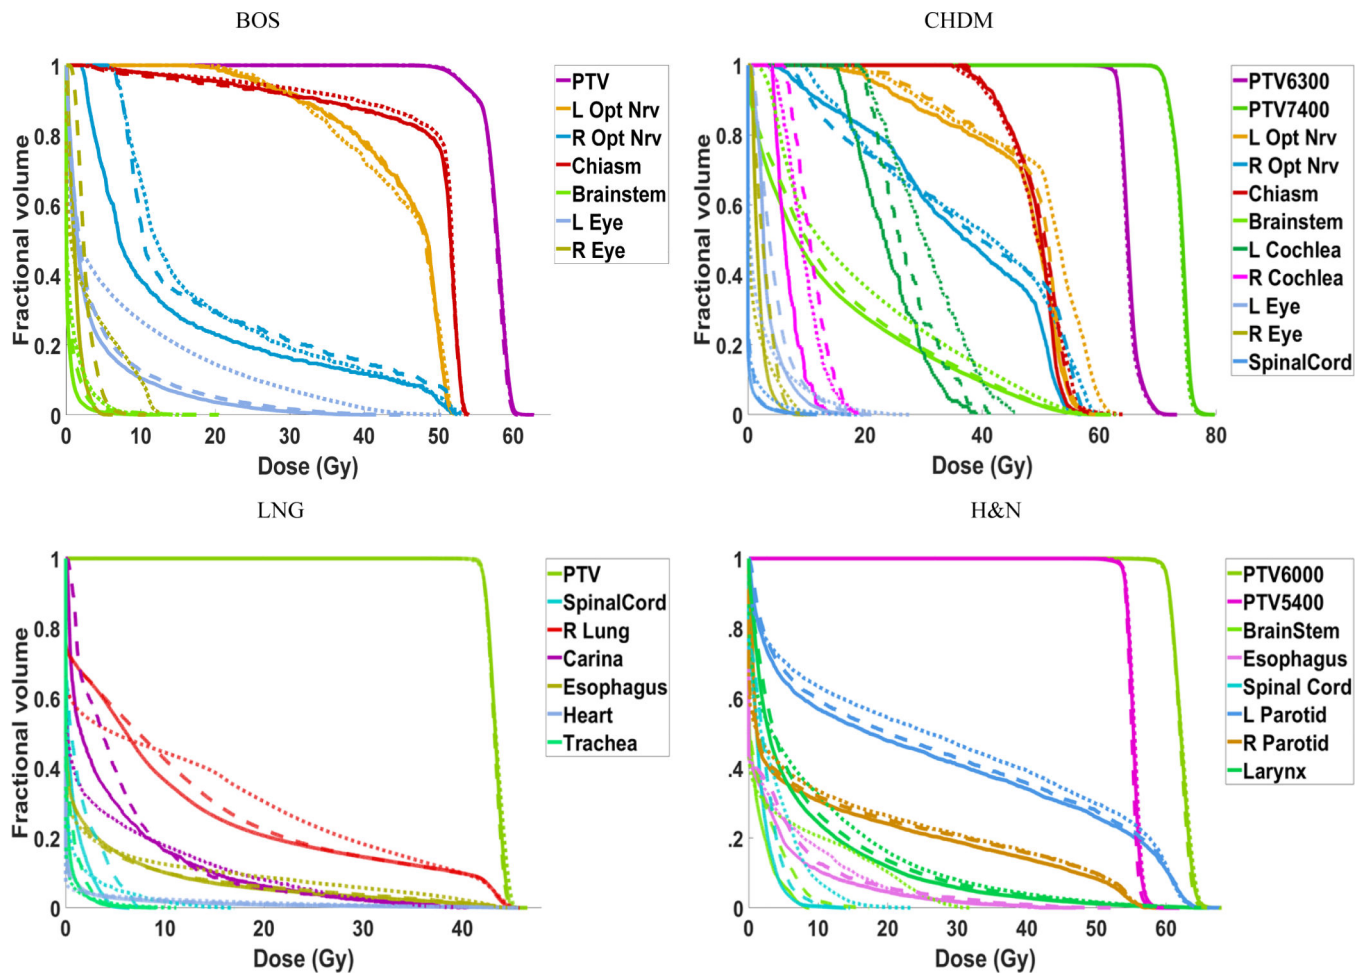 BOS
1
0.8
0.6
0.4
0.2
0
Fractional volume
0 10 20 30 40 50 60
Dose (Gy)
PTV
L Opt Nrv
R Opt Nrv
Chiasm
Brainstem
L Eye
R Eye
CHDM
1
0.8
0.6
0.4
0.2
0
Fractional volume
0 20 40 60 80
Dose (Gy)
PTV6300
PTV7400
L Opt Nrv
R Opt Nrv
Chiasm
Brainstem
L Cochlea
R Cochlea
L Eye
R Eye
SpinalCord
LNG
1
0.8
0.6
0.4
0.2
0
Fractional volume
0 10 20 30 40
Dose (Gy)
PTV
SpinalCord
R Lung
Carina
Esophagus
Heart
Trachea
H&N
1
.8
.6
.4
.2
0
Fractional volume
0 10 20 30 40 50 60
Dose (Gy)
PTV6000
PTV5400
BrainStem
Esophagus
Spinal Cord
L Parotid
R Parotid
Larynx